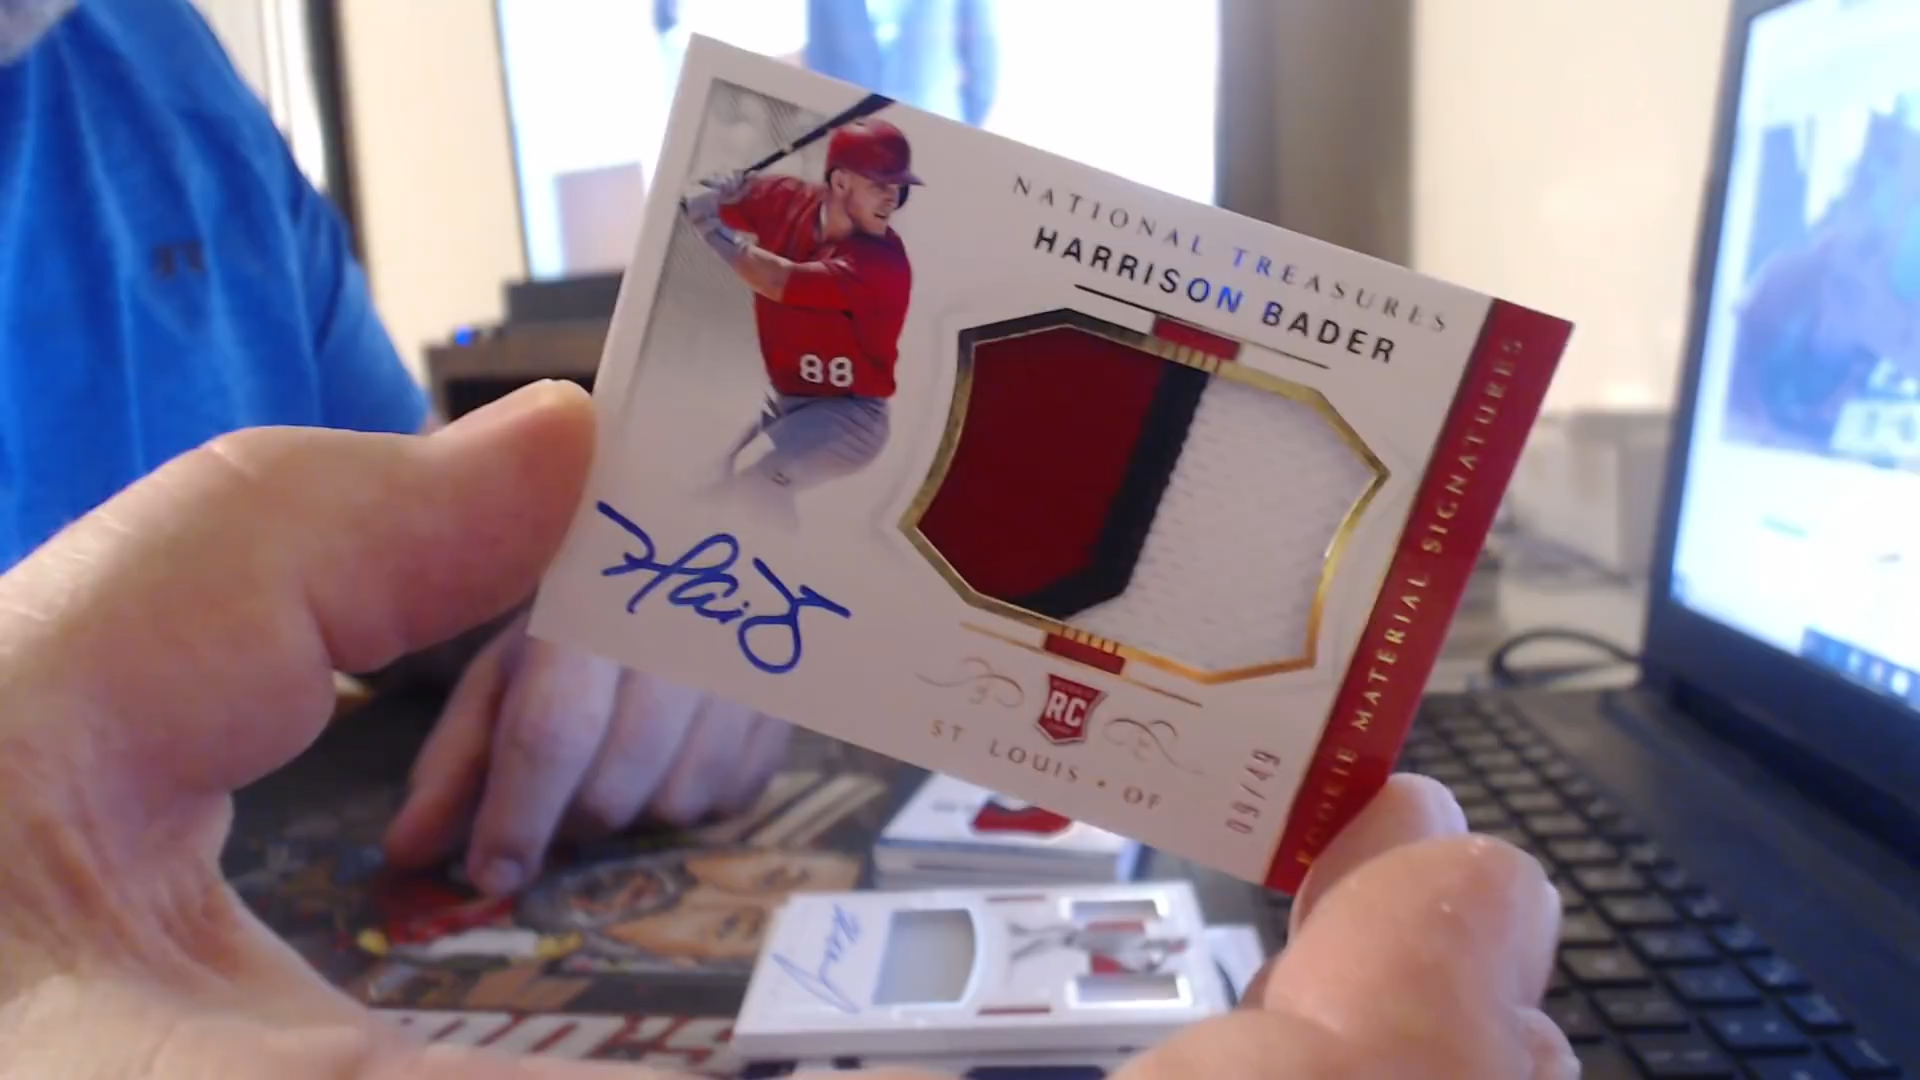 NATIONAL TREASURES
HARRISON BADER
88
RC
ST LOUIS • OF
09/49
ROOKIE MATERIAL SIGNATURES